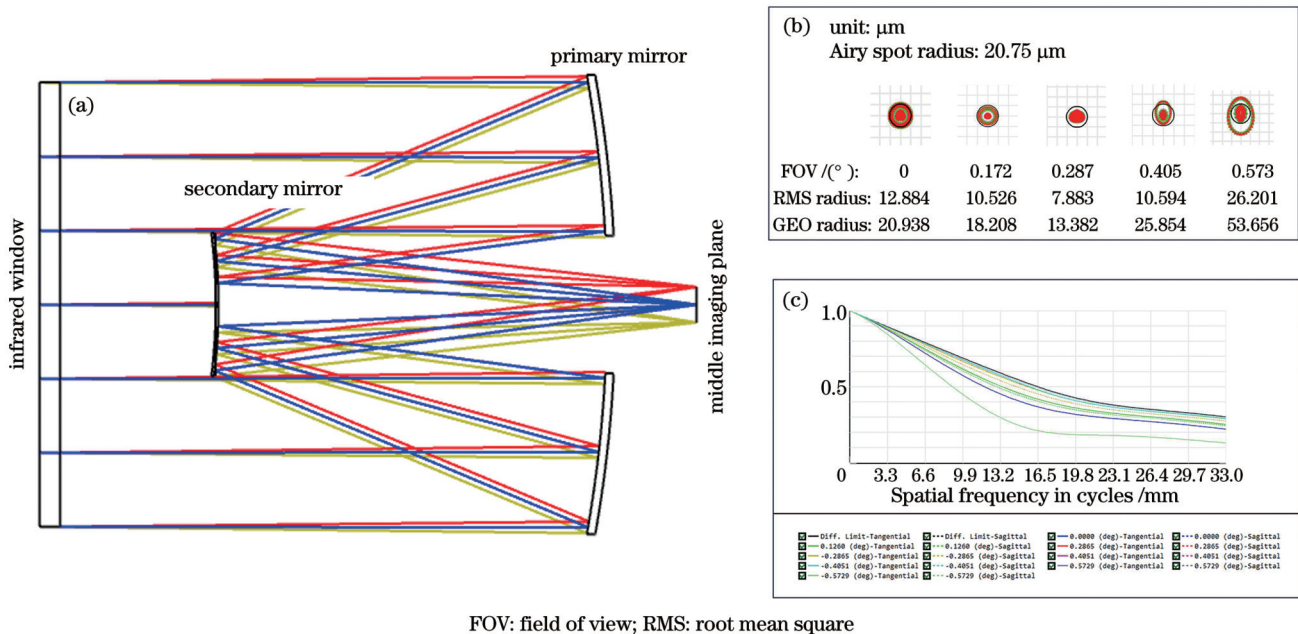 (a)
primary mirror
secondary mirror
infrared window
middle imaging plane
(b)
unit: μm
Airy spot radius: 20.75 μm
FOV /(° ): 0 0.172 0.287 0.405 0.573
RMS radius: 12.884 10.526 7.883 10.594 26.201
GEO radius: 20.938 18.208 13.382 25.854 53.656
(c)
1.0
0.5
0 3.3 6.6 9.9 13.2 16.5 19.8 23.1 26.4 29.7 33.0
Spatial frequency in cycles /mm
Diff. Limit-Tangential Diff. Limit-Sagittal 0.0000 (deg)-Tangential 0.0000 (deg)-Sagittal
0.1260 (deg)-Tangential 0.1260 (deg)-Sagittal 0.2865 (deg)-Tangential 0.2865 (deg)-Sagittal
-0.2865 (deg)-Tangential -0.2865 (deg)-Sagittal 0.4051 (deg)-Tangential 0.4051 (deg)-Sagittal
-0.4051 (deg)-Tangential -0.4051 (deg)-Sagittal 0.5729 (deg)-Tangential 0.5729 (deg)-Sagittal
-0.5729 (deg)-Tangential -0.5729 (deg)-Sagittal
FOV: field of view; RMS: root mean square